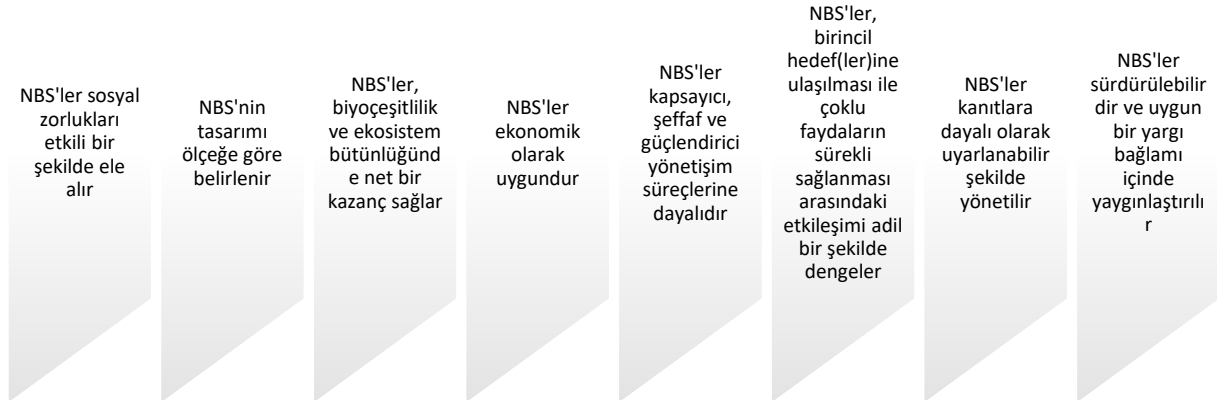 NBS'ler sosyal
zorlukları
etkili bir
şekilde ele
alır
NBS'nin
tasarımı
ölçeğe göre
belirlenir
NBS'ler,
biyoçeşitlilik
ve ekosistem
bütünlüğünd
e net bir
kazanç sağlar
NBS'ler
ekonomik
olarak
uygundur
NBS'ler
kapsayıcı,
şeffaf ve
güçlendirici
yönetişim
süreçlerine
dayalıdır
NBS'ler,
birincil
hedef(ler)ine
ulaşılması ile
çoklu
faydaların
sürekli
sağlanması
arasındaki
etkileşimi adil
bir şekilde
dengeler
NBS'ler
kanıtlara
dayalı olarak
uyarlanabilir
şekilde
yönetilir
NBS'ler
sürdürülebilir
dir ve uygun
bir yargı
bağlamı
içinde
yaygınlaştırılı
r